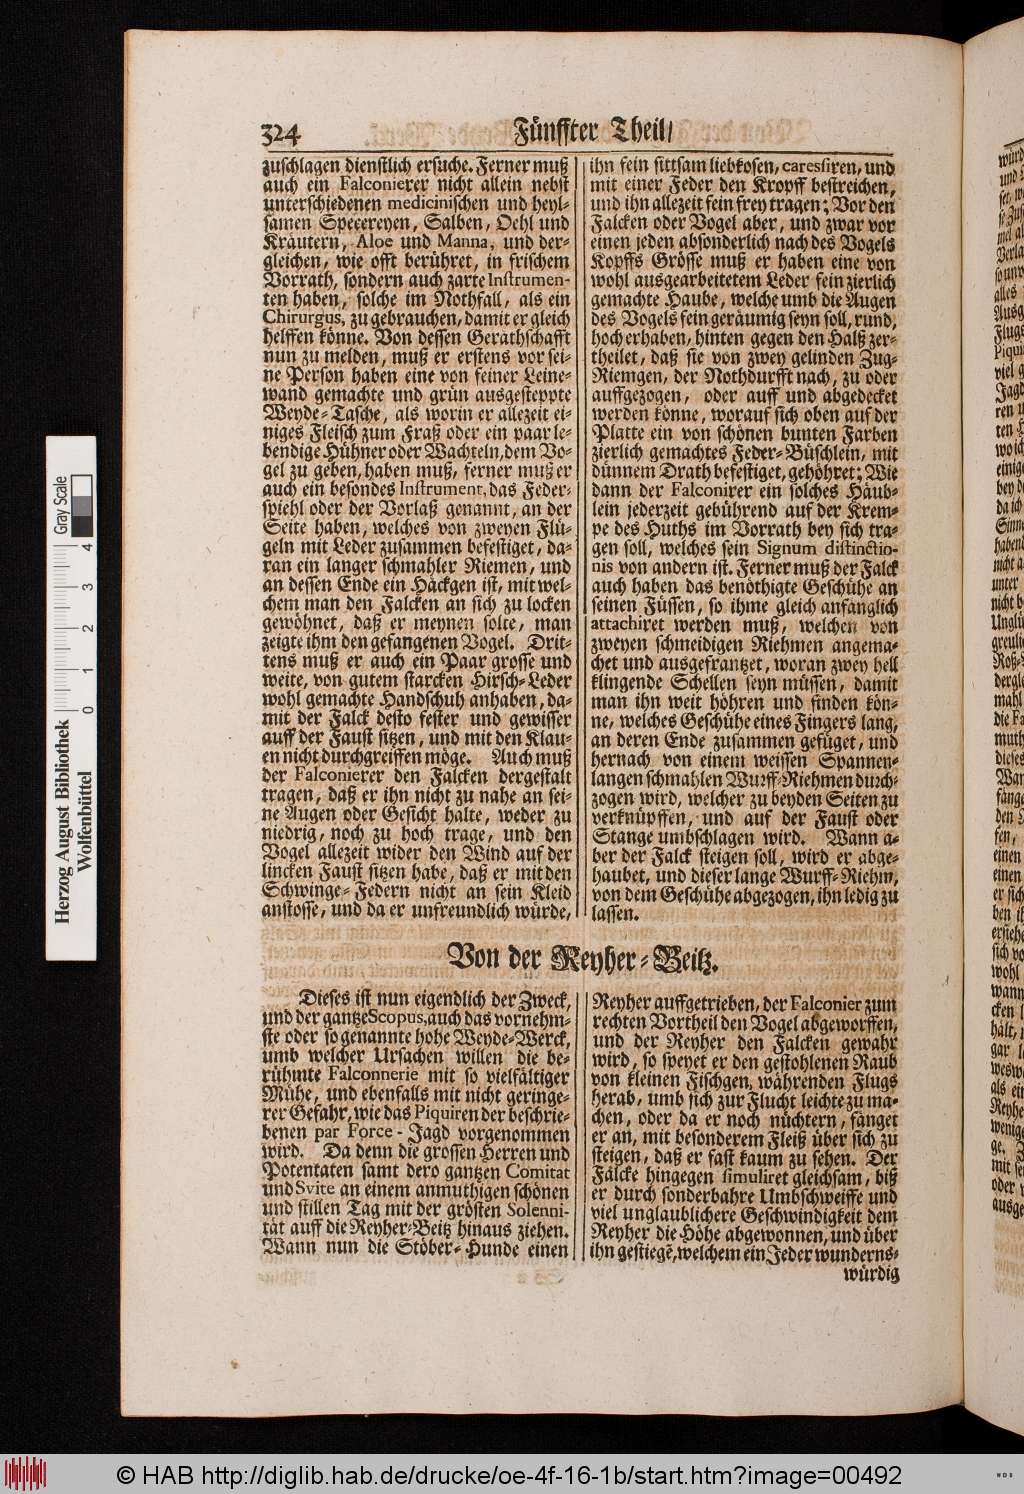 324
Fünffter Theil/
zuschlagen dienstlich ersuche. Ferner muß
auch ein Falconierer nicht allein nebst
unterschiedenen medicinischen und heyl-
samen Specereyen, Salben, Oehl und
Kräutern, Aloe und Manna, und der-
gleichen, wie offt berühret, in frischem
Vorrath, sondern auch zarte Instrumen-
ten haben, solche im Nothfall, als ein
Chirurgus, zu gebrauchen, damit er gleich
helffen könne. Von dessen Geräthschafft
nun zu melden, muß er erstens vor sei-
ne Person haben eine von feiner Leine-
wand gemachte und grün ausgesteppte
Weyde-Tasche, als worin er allezeit ei-
niges Fleisch zum Fraß oder ein paar le-
bendige Hühner oder Wachteln, dem Vo-
gel zu geben, haben muß, ferner muß er
auch ein besondes Instrument, das Feder-
spiehl oder der Vorlaß genannt, an der
Seite haben, welches von zweyen Flü-
geln mit Leder zusammen befestiget, da-
ran ein langer schmahler Riemen, und
an dessen Ende ein Häckgen ist, mit wel-
chem man den Falcken an sich zu locken
gewöhnet, daß er meynen solte, man
zeigte ihm den gefangenen Vogel. Drit-
tens muß er auch ein Paar grosse und
weite, von gutem starcken Hirsch-Leder
wohl gemachte Handschuh anhaben, da-
mit der Falck desto fester und gewisser
auff der Faust sitzen, und mit den Klau-
en nicht durchgreiffen möge. Auch muß
der Falconierer den Falcken dergestalt
tragen, daß er ihn nicht zu nahe an sei-
ne Augen oder Gesicht halte, weder zu
niedrig, noch zu hoch trage, und den
Vogel allezeit wider den Wind auf der
lincken Faust sitzen habe, daß er mit den
Schwinge-Federn nicht an sein Kleid
anstosse, und da er unfreundlich würde,
ihn fein sittsam liebkosen, caressiren, und
mit einer Feder den Kropff bestreichen,
und ihn allezeit fein frey tragen; Vor den
Falcken oder Vogel aber, und zwar vor
einen jeden absonderlich nach des Vogels
Kopffs Grösse muß er haben eine von
wohl ausgearbeitetem Leder fein zierlich
gemachte Haube, welche umb die Augen
des Vogels fein geräumig seyn soll, rund,
hoch erhaben, hinten gegen den Halß zer-
theilet, daß sie von zwey gelinden Zug-
Riemgen, der Nothdurfft nach, zu oder
auffgezogen, oder auff und abgedecket
werden könne, worauf sich oben auf der
Platte ein von schönen bunten Farben
zierlich gemachtes Feder-Büschlein, mit
dünnem Drath befestiget, gehöhret; Wie
dann der Falconirer ein solches Häub-
lein jederzeit gebührend auf der Krem-
pe des Huths im Vorrath bey sich tra-
gen soll, welches sein Signum distinctio-
nis von andern ist. Ferner muß der Falck
auch haben das benöthigte Geschühe an
seinen Füssen, so ihme gleich anfänglich
attachiret werden muß, welchen von
zweyen schmeidigen Riehmen angema-
chet und ausgefrantzet, woran zwey hell
klingende Schellen seyn müssen, damit
man ihn weit höhren und finden kön-
ne, welches Geschühe eines Fingers lang,
an deren Ende zusammen gefüget, und
hernach von einem weissen Spannen-
langen schmahlen Wurff-Riehmen durch-
zogen wird, welcher zu beyden Seiten zu
verknüpffen, und auf der Faust oder
Stange umbschlagen wird. Wann a-
ber der Falck steigen soll, wird er abge-
haubet, und dieser lange Wurff-Riehm,
von dem Geschühe abgezogen, ihn ledig zu
lassen.
Von der Reyher-Beitz.
Dieses ist nun eigendlich der Zweck,
und der gantze Scopus, auch das vornehm-
ste oder so genannte hohe Weyde-Werck,
umb welcher Ursachen willen die be-
rühmte Falconnerie mit so vielfältiger
Mühe, und ebenfalls mit nicht geringe-
rer Gefahr, wie das Piquiren der beschrie-
benen par Force-Jagd vorgenommen
wird. Da denn die grossen Herren und
Potentaten samt dero gantzen Comitat
und Svite an einem anmuthigen schönen
und stillen Tag mit der grösten Solenni-
tät auff die Reyher-Beitz hinaus ziehen.
Wann nun die Stöber-Hunde einen
Reyher auffgetrieben, der Falconier zum
rechten Vortheil den Vogel abgeworffen,
und der Reyher den Falcken gewahr
wird, so speyet er den gestohlenen Raub
von kleinen Fischgen, währenden Flugs
herab, umb sich zur Flucht leichte zu ma-
chen, oder da er noch nüchtern, fänget
er an, mit besonderem Fleiß über sich zu
steigen, daß er fast kaum zu sehen. Der
Fälcke hingegen simuliret gleichsam, biß
er durch sonderbahre Umbschweiffe und
viel unglaublichere Geschwindigkeit dem
Reyher die Höhe abgewonnen, und über
ihn gestiegẽ, welchem ein Jeder wunderns-
würdig
Herzog August Bibliothek
Wolfenbüttel
0 1 2 3 4
Gray Scale
© HAB http://diglib.hab.de/drucke/oe-4f-16-1b/start.htm?image=00492